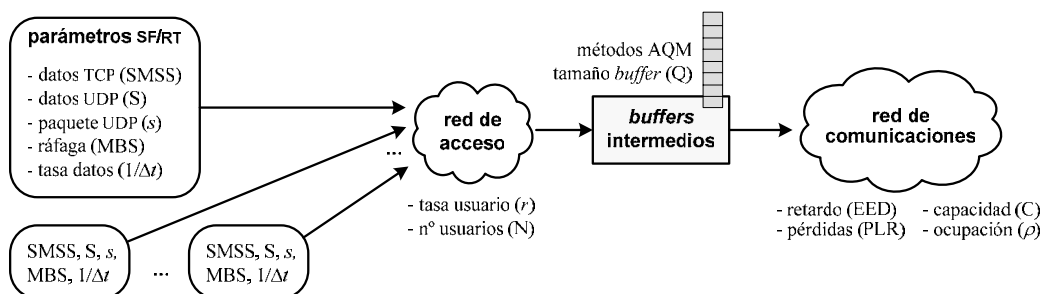 parámetros SF/RT
- datos TCP (SMSS)
- datos UDP (S)
- paquete UDP (s)
- ráfaga (MBS)
- tasa datos (1/Δt)
SMSS, S, s,
MBS, 1/Δt
...
SMSS, S, s,
MBS, 1/Δt
...
red de
acceso
- tasa usuario (r)
- nº usuarios (N)
métodos AQM
tamaño buffer (Q)
buffers
intermedios
red de
comunicaciones
- retardo (EED)
- pérdidas (PLR)
- capacidad (C)
- ocupación (ρ)